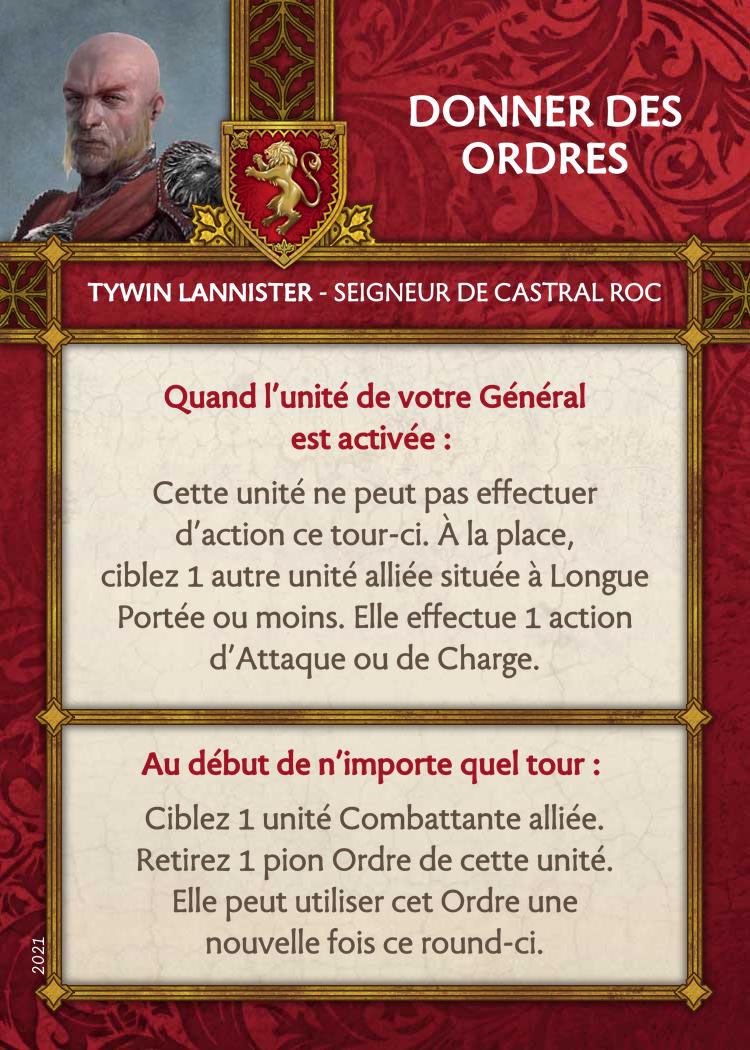 DONNER DES
ORDRES
TYWIN LANNISTER - SEIGNEUR DE CASTRAL ROC
Quand l'unité de votre Général
est activée :
Cette unité ne peut pas effectuer
d'action ce tour-ci. À la place,
ciblez 1 autre unité alliée située à Longue
Portée ou moins. Elle effectue 1 action
d'Attaque ou de Charge.
Au début de n'importe quel tour :
Ciblez 1 unité Combattante alliée.
Retirez 1 pion Ordre de cette unité.
Elle peut utiliser cet Ordre une
nouvelle fois ce round-ci.
2021